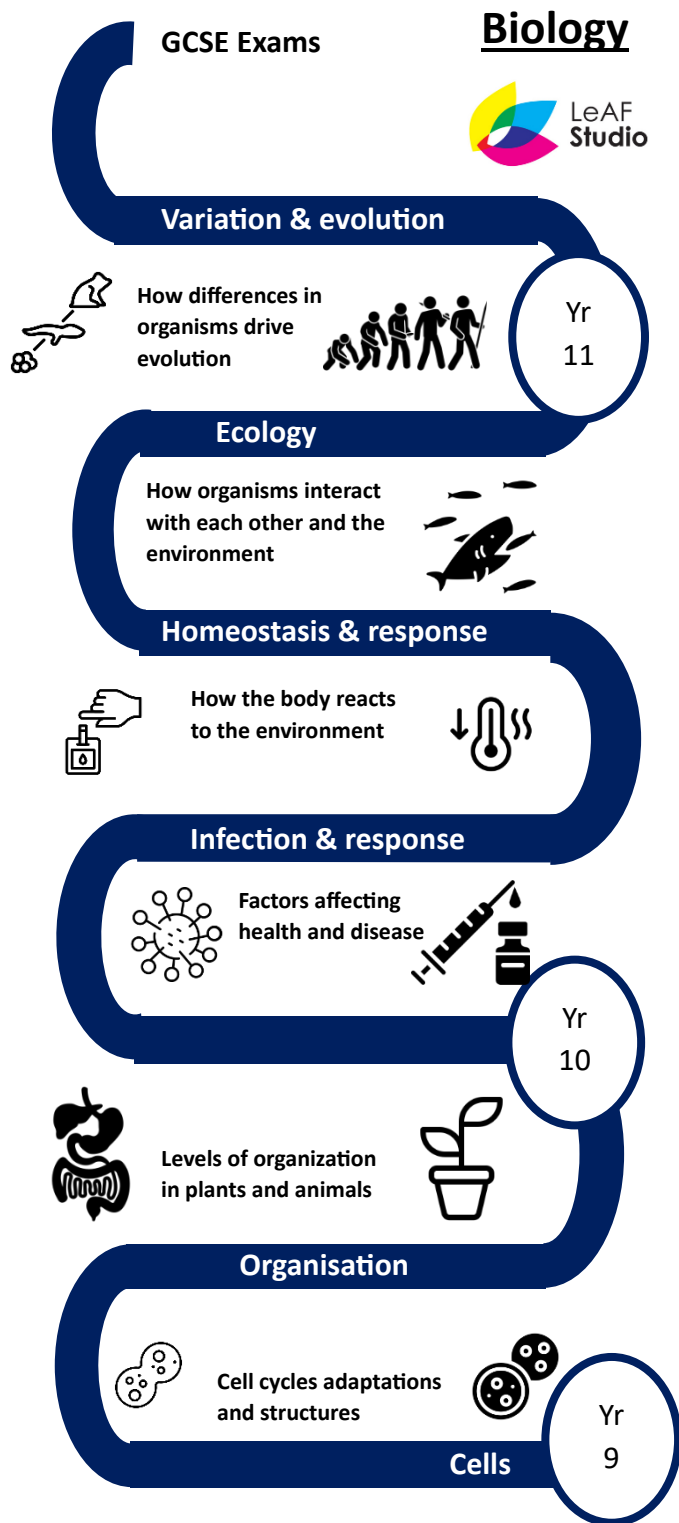 GCSE Exams
Biology
LeAF
Studio
Variation & evolution
How differences in
organisms drive
evolution
Yr
11
Ecology
How organisms interact
with each other and the
environment
Homeostasis & response
How the body reacts
to the environment
Infection & response
Factors affecting
health and disease
Yr
10
Levels of organization
in plants and animals
Organisation
Cell cycles adaptations
and structures
Yr
9
Cells